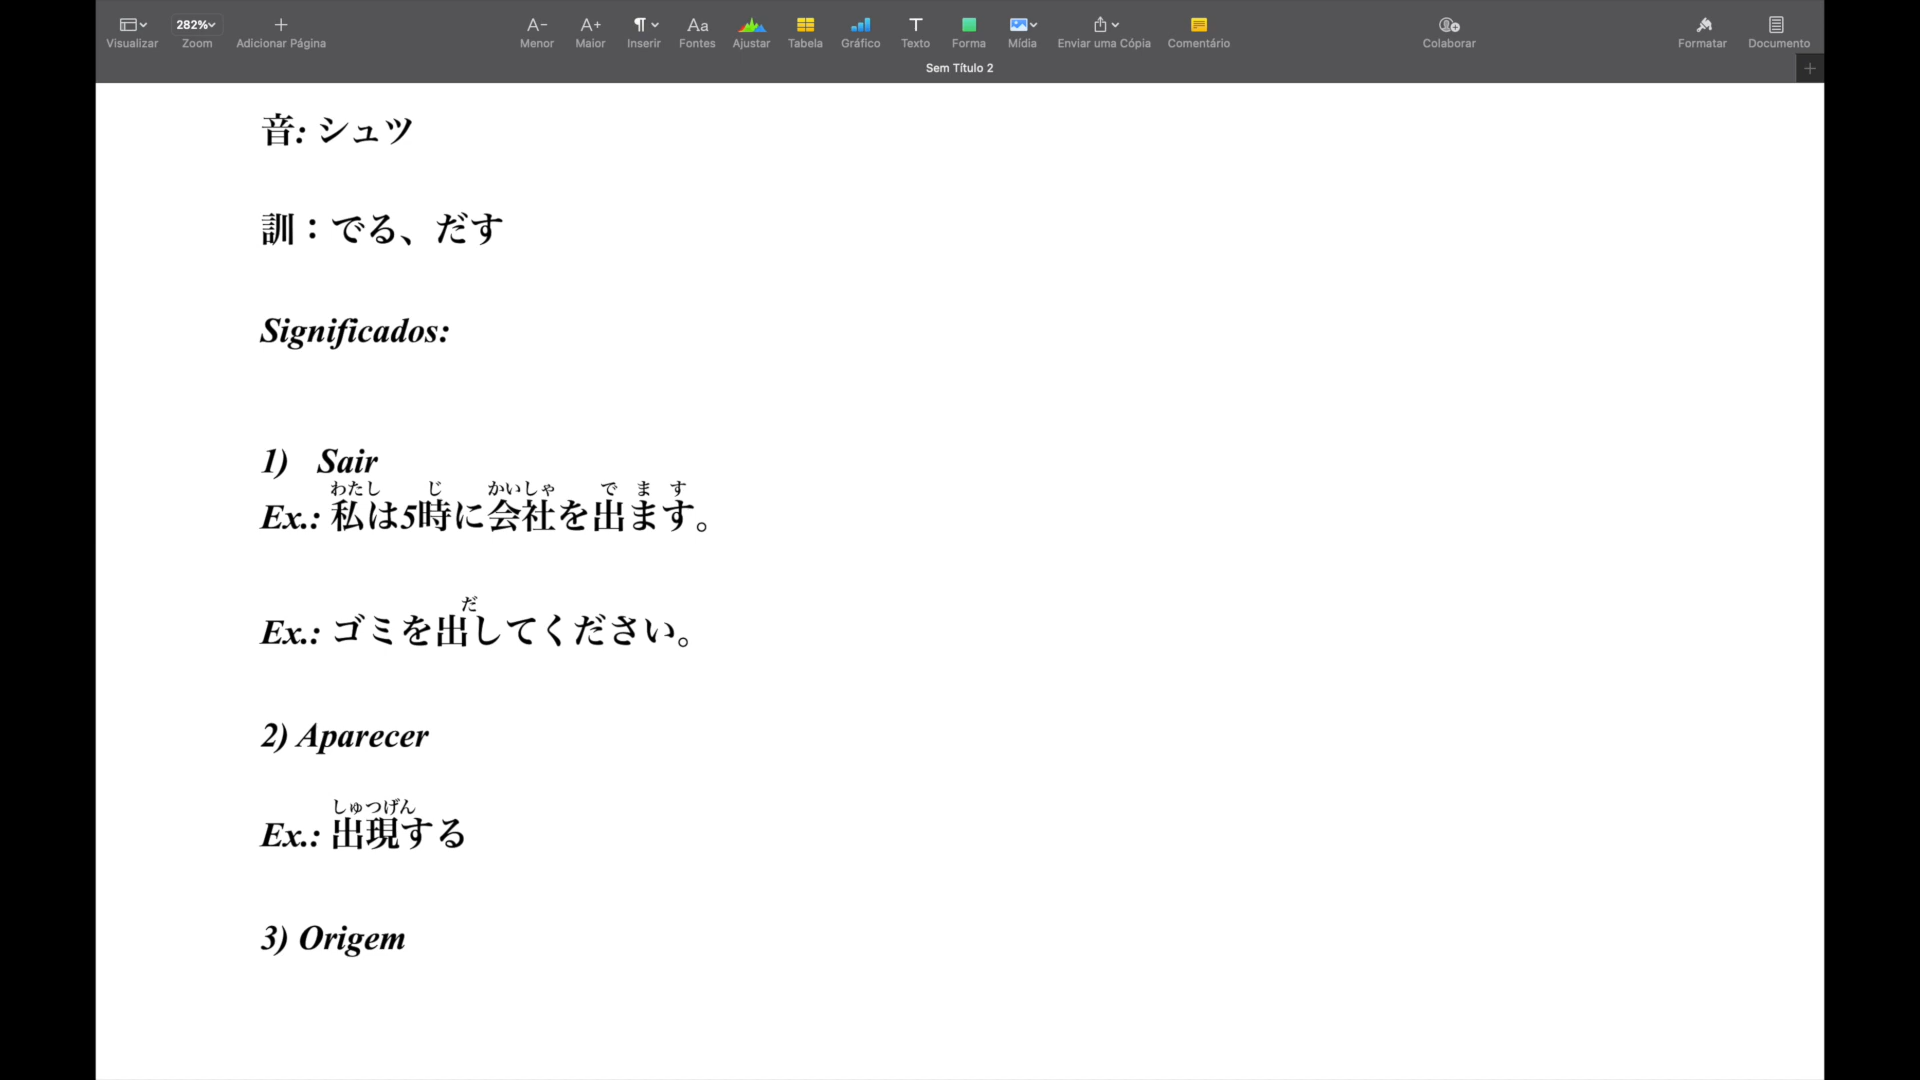 282%
Visualizar Zoom Adicionar Página Menor Maior Inserir Fontes Ajustar Tabela Gráfico Texto Forma Mídia Enviar uma Cópia Comentário Colaborar Formatar Documento
Sem Título 2
音: シュツ
訓：でる、だす
Significados:
1) Sair
わたし じ かいしゃ で ま す
Ex.: 私は5時に会社を出ます。
だ
Ex.: ゴミを出してください。
2) Aparecer
しゅつげん
Ex.: 出現する
3) Origem